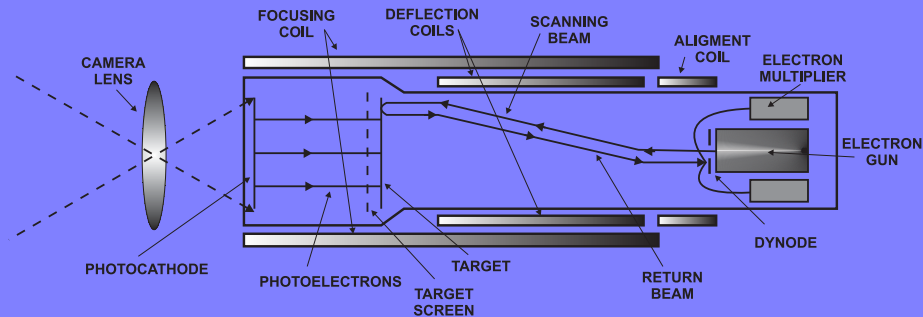 FOCUSING
COIL
DEFLECTION
COILS
SCANNING
BEAM
ALIGMENT
COIL
CAMERA
LENS
ELECTRON
MULTIPLIER
ELECTRON
GUN
DYNODE
PHOTOCATHODE
PHOTOELECTRONS
TARGET
TARGET
SCREEN
RETURN
BEAM